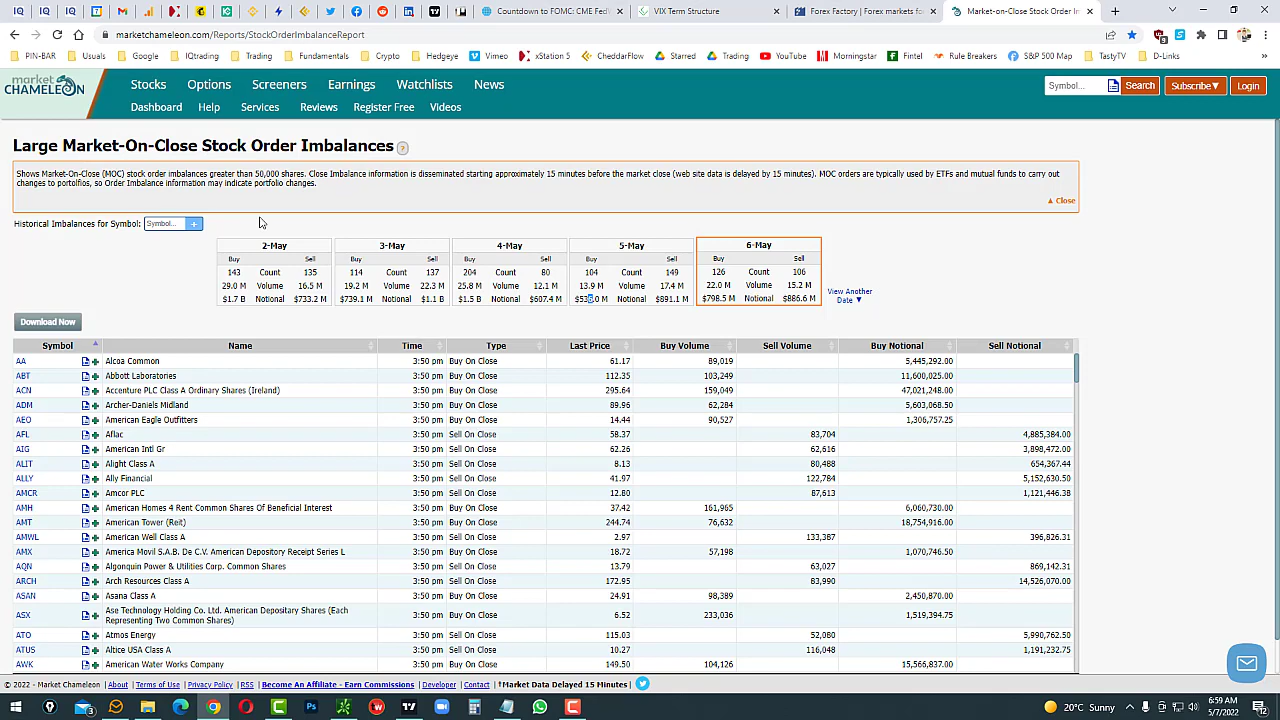 Countdown to FOMC: CME Fed
VIX Term Structure
Forex Factory | Forex markets fo
Market-on-Close Stock Order Im
marketchameleon.com/Reports/StockOrderImbalanceReport
PIN-BAR Usuals Google IQtrading Trading Fundamentals Crypto Hedgeye Vimeo xStation 5 CheddarFlow Starred Trading YouTube Morningstar Fintel Rule Breakers S&P 500 Map TastyTV D-Links
market CHAMELEON
Stocks Options Screeners Earnings Watchlists News
Symbol... Search Subscribe▼ Login
Dashboard Help Services Reviews Register Free Videos
Large Market-On-Close Stock Order Imbalances ?
Shows Market-On-Close (MOC) stock order imbalances greater than 50,000 shares. Close Imbalance information is disseminated starting approximately 15 minutes before the market close (web site data is delayed by 15 minutes). MOC orders are typically used by ETFs and mutual funds to carry out
changes to portolfios, so Order Imbalance information may indicate portfolio changes.
▲ Close
Historical Imbalances for Symbol: Symbol... +
2-May 3-May 4-May 5-May 6-May
Buy Sell Buy Sell Buy Sell Buy Sell Buy Sell
143 Count 135 114 Count 137 204 Count 80 104 Count 149 126 Count 106
29.0 M Volume 16.5 M 19.2 M Volume 22.3 M 25.8 M Volume 12.1 M 13.9 M Volume 17.4 M 22.0 M Volume 15.2 M
$1.7 B Notional $733.2 M $739.1 M Notional $1.1 B $1.5 B Notional $607.4 M $536.0 M Notional $891.1 M $798.5 M Notional $886.6 M
View Another
Date ▼
Download Now
Symbol Name Time Type Last Price Buy Volume Sell Volume Buy Notional Sell Notional
AA Alcoa Common 3:50 pm Buy On Close 61.17 89,019 5,445,292.00
ABT Abbott Laboratories 3:50 pm Buy On Close 112.35 103,249 11,600,025.00
ACN Accenture PLC Class A Ordinary Shares (Ireland) 3:50 pm Buy On Close 295.64 159,049 47,021,248.00
ADM Archer-Daniels Midland 3:50 pm Buy On Close 89.96 62,284 5,603,068.50
AEO American Eagle Outfitters 3:50 pm Buy On Close 14.44 90,527 1,306,757.25
AFL Aflac 3:50 pm Sell On Close 58.37 83,704 4,885,384.00
AIG American Intl Gr 3:50 pm Sell On Close 62.26 62,616 3,898,472.00
ALIT Alight Class A 3:50 pm Sell On Close 8.13 80,488 654,367.44
ALLY Ally Financial 3:50 pm Sell On Close 41.97 122,784 5,152,630.50
AMCR Amcor PLC 3:50 pm Sell On Close 12.80 87,613 1,121,446.38
AMH American Homes 4 Rent Common Shares Of Beneficial Interest 3:50 pm Buy On Close 37.42 161,965 6,060,730.00
AMT American Tower (Reit) 3:50 pm Buy On Close 244.74 76,632 18,754,916.00
AMWL American Well Class A 3:50 pm Sell On Close 2.97 133,387 396,826.31
AMX America Movil S.A.B. De C.V. American Depository Receipt Series L 3:50 pm Buy On Close 18.72 57,198 1,070,746.50
AQN Algonquin Power & Utilities Corp. Common Shares 3:50 pm Sell On Close 13.79 63,027 869,142.31
ARCH Arch Resources Class A 3:50 pm Sell On Close 172.95 83,990 14,526,070.00
ASAN Asana Class A 3:50 pm Buy On Close 24.91 98,389 2,450,870.00
ASX Ase Technology Holding Co. Ltd. American Depositary Shares (Each
Representing Two Common Shares) 3:50 pm Buy On Close 6.52 233,036 1,519,394.75
ATO Atmos Energy 3:50 pm Sell On Close 115.03 52,080 5,990,762.50
ATUS Altice USA Class A 3:50 pm Sell On Close 10.27 116,048 1,191,232.75
AWK American Water Works Company 3:50 pm Buy On Close 149.50 104,126 15,566,837.00
© 2022 - Market Chameleon | About | Terms of Use | Privacy Policy | RSS | Become An Affiliate - Earn Commissions | Developer | Contact | †Market Data Delayed 15 Minutes |
20°C Sunny
6:59 AM
5/7/2022